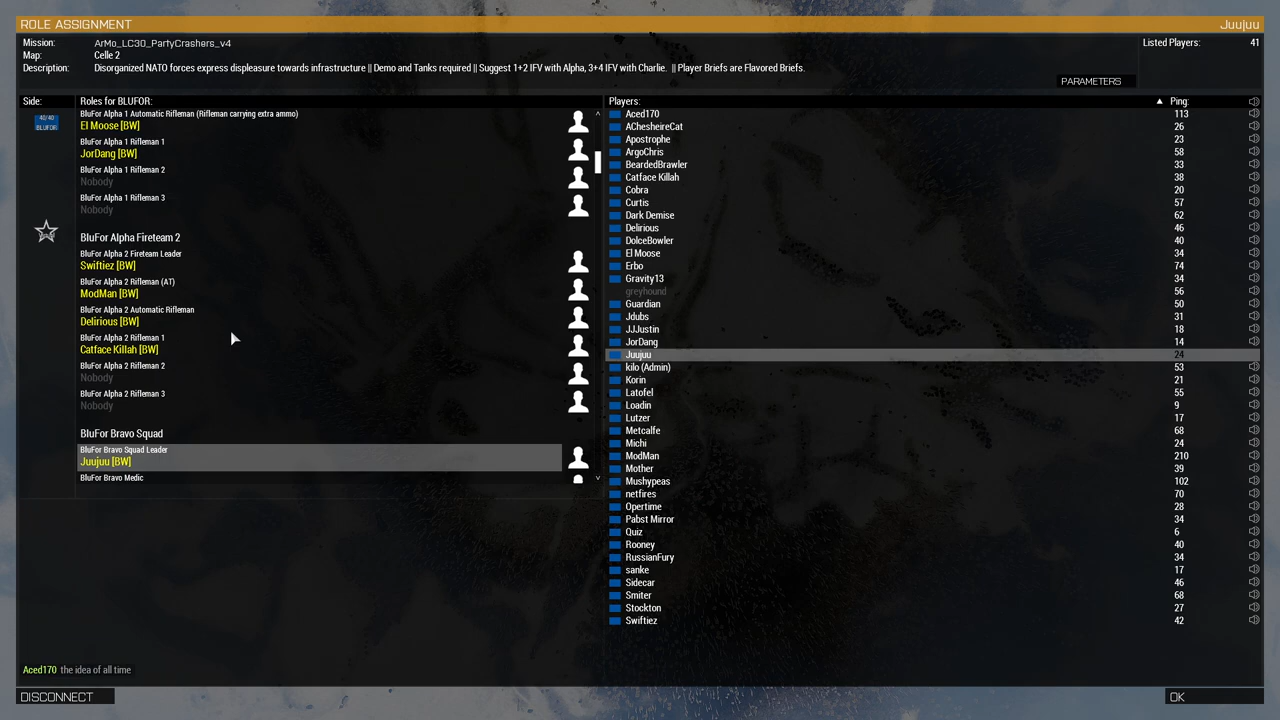 ROLE ASSIGNMENT
Juujuu
Mission: ArMo_LC30_PartyCrashers_v4
Listed Players: 41
Map: Celle 2
Description: Disorganized NATO forces express displeasure towards infrastructure || Demo and Tanks required || Suggest 1+2 IFV with Alpha, 3+4 IFV with Charlie. || Player Briefs are Flavored Briefs.
PARAMETERS
Side:
40/40
BLUFOR
Roles for BLUFOR:
BluFor Alpha 1 Automatic Rifleman (Rifleman carrying extra ammo)
El Moose [BW]
BluFor Alpha 1 Rifleman 1
JorDang [BW]
BluFor Alpha 1 Rifleman 2
Nobody
BluFor Alpha 1 Rifleman 3
Nobody
BluFor Alpha Fireteam 2
BluFor Alpha 2 Fireteam Leader
Swiftiez [BW]
BluFor Alpha 2 Rifleman (AT)
ModMan [BW]
BluFor Alpha 2 Automatic Rifleman
Delirious [BW]
BluFor Alpha 2 Rifleman 1
Catface Killah [BW]
BluFor Alpha 2 Rifleman 2
Nobody
BluFor Alpha 2 Rifleman 3
Nobody
BluFor Bravo Squad
BluFor Bravo Squad Leader
Juujuu [BW]
BluFor Bravo Medic
Players: Ping:
Aced170 113
AChesheireCat 26
Apostrophe 23
ArgoChris 58
BeardedBrawler 33
Catface Killah 38
Cobra 20
Curtis 57
Dark Demise 62
Delirious 46
DolceBowler 40
El Moose 34
Erbo 74
Gravity13 34
greyhound 56
Guardian 50
Jdubs 31
JJJustin 18
JorDang 14
Juujuu 24
kilo (Admin) 53
Korin 21
Latofel 55
Loadin 9
Lutzer 17
Metcalfe 68
Michi 24
ModMan 210
Mother 39
Mushypeas 102
netfires 70
Opertime 28
Pabst Mirror 34
Quiz 6
Rooney 40
RussianFury 34
sanke 17
Sidecar 46
Smiter 68
Stockton 27
Swiftiez 42
Aced170 the idea of all time
DISCONNECT
OK